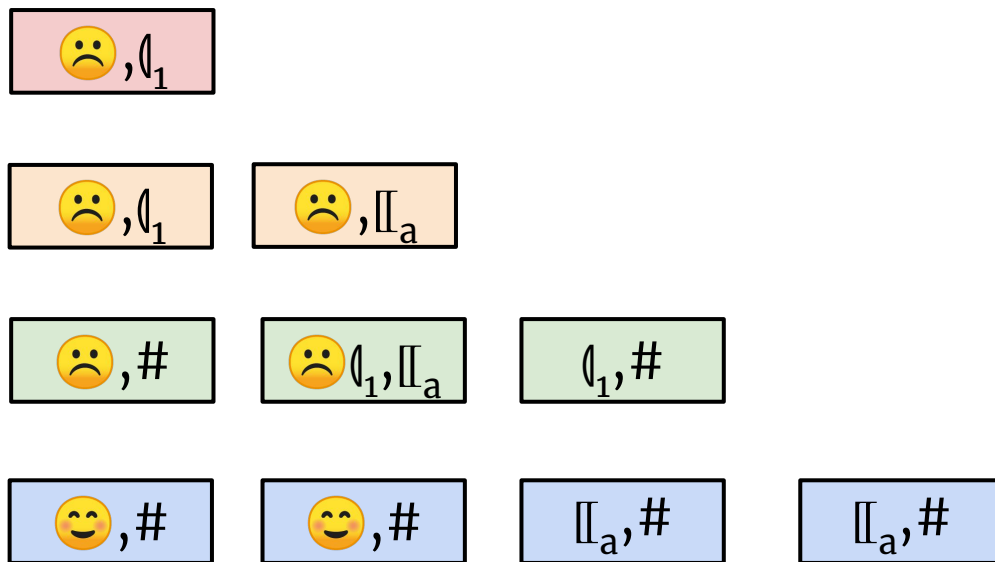 ☹️,⦇₁
☹️,⦇₁ ☹️,⟦ₐ
☹️,# ☹️⦇₁,⟦ₐ ⦇₁,#
😊,# 😊,# ⟦ₐ,# ⟦ₐ,#